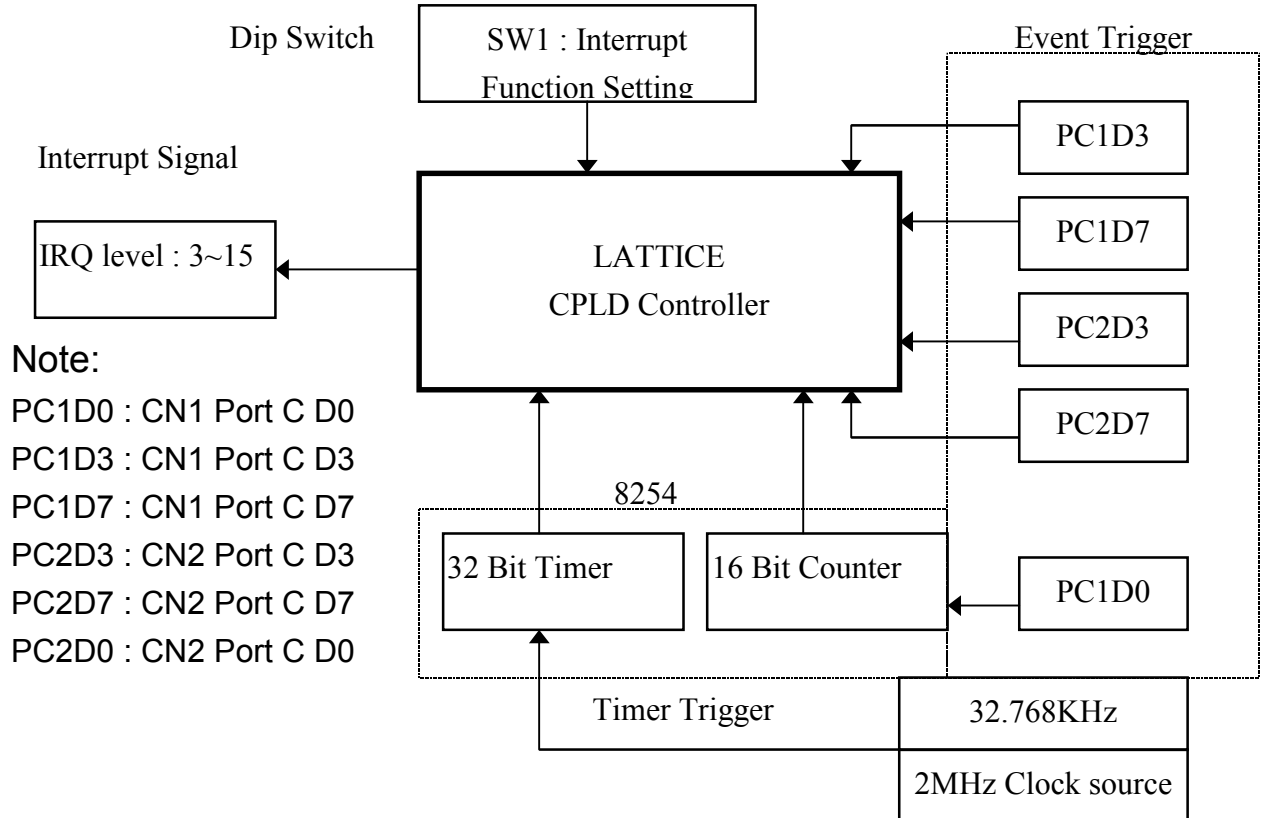 Dip Switch
SW1 : Interrupt
Function Setting
Event Trigger
PC1D3
Interrupt Signal
PC1D7
IRQ level : 3~15
LATTICE
CPLD Controller
PC2D3
Note:
PC1D0 : CN1 Port C D0
PC2D7
PC1D3 : CN1 Port C D3
PC1D7 : CN1 Port C D7
8254
PC2D3 : CN2 Port C D3
32 Bit Timer
16 Bit Counter
PC1D0
PC2D7 : CN2 Port C D7
PC2D0 : CN2 Port C D0
Timer Trigger
32.768KHz
2MHz Clock source